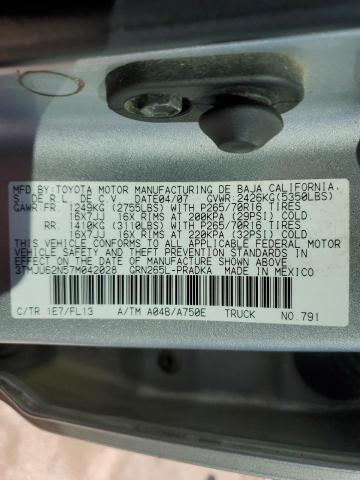 MFD. BY: TOYOTA MOTOR MANUFACTURING DE BAJA CALIFORNIA,
S. DE R.L. DE C.V. DATE04/07 GVWR:2426KG(5350LBS)
GAWR:FR. 1249KG (2755LBS) WITH P265/70R16 TIRES
16X7JJ 16X RIMS AT 200KPA (29PSI) COLD.
RR. 1410KG (3110LBS) WITH P265/70R16 TIRES
16X7JJ 16X RIMS AT 220KPA (32PSI) COLD.
THIS VEHICLE CONFORMS TO ALL APPLICABLE FEDERAL MOTOR
VEHICLE SAFETY AND THEFT PREVENTION STANDARDS
IN EFFECT ON THE DATE OF MANUFACTURE SHOWN ABOVE.
3TMJU62N57M042028 GRN265L-PRADKA MADE IN MEXICO
C/TR 1E7/FL13 A/TM A04B/A750E TRUCK NO.791